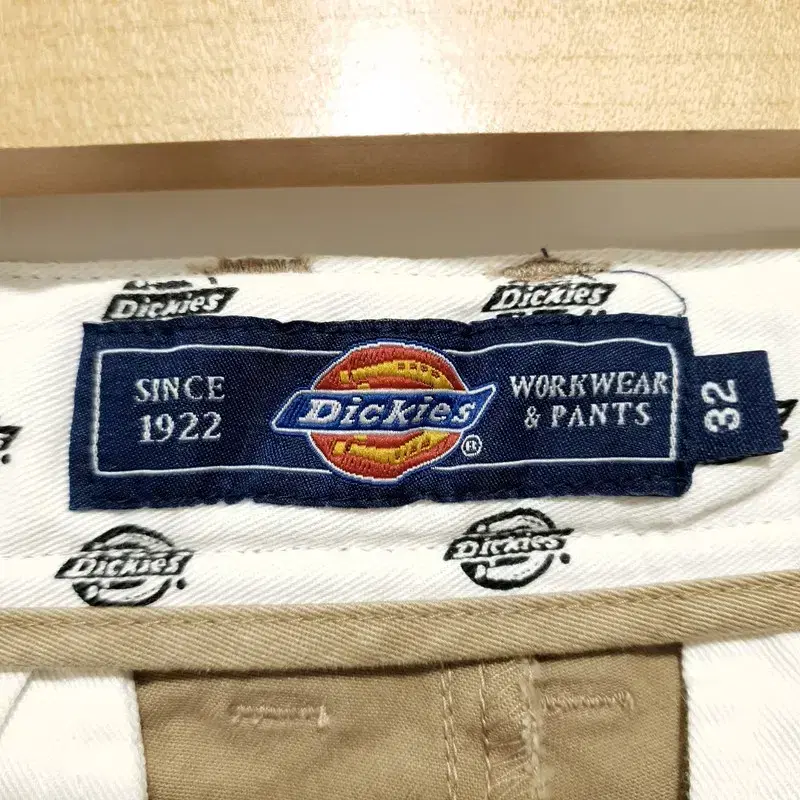 Dickies
Dickies
SINCE
1922
Dickies
®
WORKWEAR
& PANTS
32
Dickies
Dickies